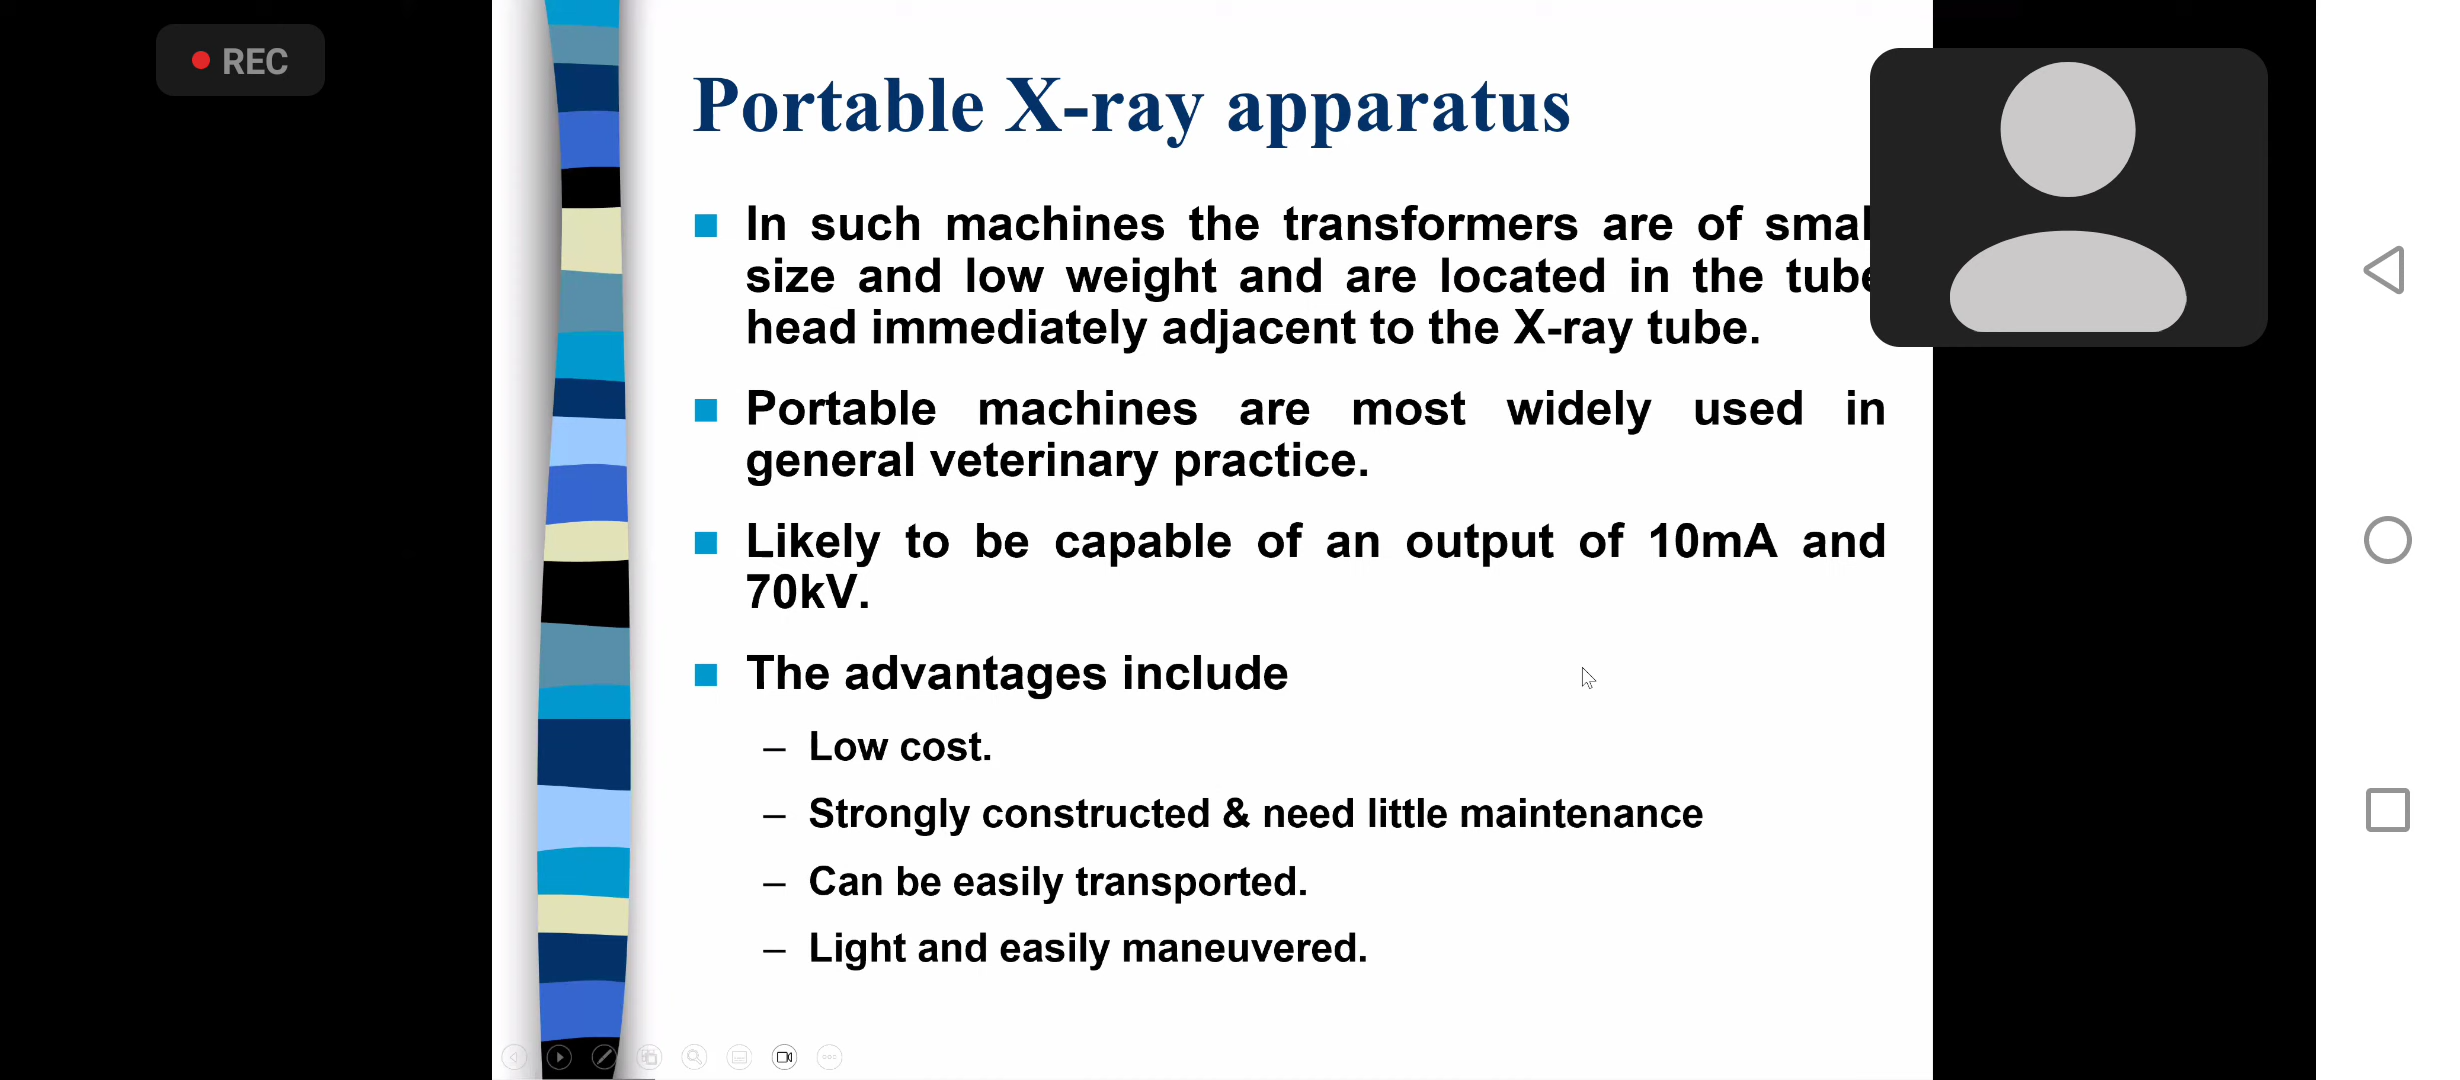 REC
Portable X-ray apparatus
In such machines the transformers are of
size and low weight and are located in the
head immediately adjacent to the X-ray tube.
Portable machines are most widely used in
general veterinary practice.
Likely to be capable of an output of 10mA and
70kV.
The advantages include
– Low cost.
– Strongly constructed & need little maintenance
– Can be easily transported.
– Light and easily maneuvered.